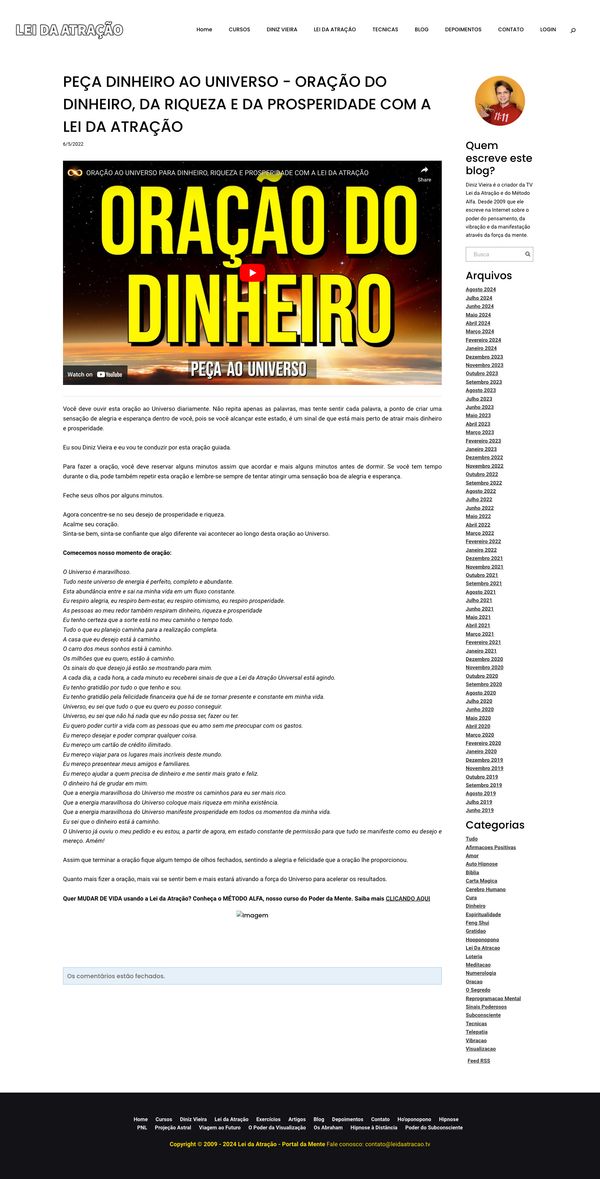 LEI DA ATRAÇÃO
Home CURSOS DINIZ VIEIRA LEI DA ATRAÇÃO TECNICAS BLOG DEPOIMENTOS CONTATO LOGIN
PEÇA DINHEIRO AO UNIVERSO - ORAÇÃO DO
DINHEIRO, DA RIQUEZA E DA PROSPERIDADE COM A
LEI DA ATRAÇÃO
6/5/2022
ORAÇÃO AO UNIVERSO PARA DINHEIRO, RIQUEZA E PROSPERIDADE COM A LEI DA ATRAÇÃO
Share
ORAÇÃO DO
DINHEIRO
PEÇA AO UNIVERSO
Watch on YouTube
Você deve ouvir esta oração ao Universo diariamente. Não repita apenas as palavras, mas tente sentir cada palavra, a ponto de criar uma
sensação de alegria e esperança dentro de você, pois se você alcançar este estado, é um sinal de que está mais perto de atrair mais dinheiro
e prosperidade.
Eu sou Diniz Vieira e eu vou te conduzir por esta oração guiada.
Para fazer a oração, você deve reservar alguns minutos assim que acordar e mais alguns minutos antes de dormir. Se você tem tempo
durante o dia, pode também repetir esta oração e lembre-se sempre de tentar atingir uma sensação boa de alegria e esperança.
Feche seus olhos por alguns minutos.
Agora concentre-se no seu desejo de prosperidade e riqueza.
Acalme seu coração.
Sinta-se bem, sinta-se confiante que algo diferente vai acontecer ao longo desta oração ao Universo.
Comecemos nosso momento de oração:
O Universo é maravilhoso.
Tudo neste universo de energia é perfeito, completo e abundante.
Esta abundância entre e sai na minha vida em um fluxo constante.
Eu respiro alegria, eu respiro bem-estar, eu respiro otimismo, eu respiro prosperidade.
As pessoas ao meu redor também respiram dinheiro, riqueza e prosperidade
Eu tenho certeza que a sorte está no meu caminho o tempo todo.
Tudo o que eu planejo caminha para a realização completa.
A casa que eu desejo está à caminho.
O carro dos meus sonhos está à caminho.
Os milhões que eu quero, estão à caminho.
Os sinais do que desejo já estão se mostrando para mim.
A cada dia, a cada hora, a cada minuto eu receberei sinais de que a Lei da Atração Universal está agindo.
Eu tenho gratidão por tudo o que tenho e sou.
Eu tenho gratidão pela felicidade financeira que há de se tornar presente e constante em minha vida.
Universo, eu sei que tudo o que eu quero eu posso conseguir.
Universo, eu sei que não há nada que eu não possa ser, fazer ou ter.
Eu quero poder curtir a vida com as pessoas que eu amo sem me preocupar com os gastos.
Eu mereço desejar e poder comprar qualquer coisa.
Eu mereço um cartão de crédito ilimitado.
Eu mereço viajar para os lugares mais incríveis deste mundo.
Eu mereço presentear meus amigos e familiares.
Eu mereço ajudar a quem precisa de dinheiro e me sentir mais grato e feliz.
O dinheiro há de grudar em mim.
Que a energia maravilhosa do Universo me mostre os caminhos para eu ser mais rico.
Que a energia maravilhosa do Universo coloque mais riqueza em minha existência.
Que a energia maravilhosa do Universo manifeste prosperidade em todos os momentos da minha vida.
Eu sei que o dinheiro está à caminho.
O Universo já ouviu o meu pedido e eu estou, a partir de agora, em estado constante de permissão para que tudo se manifeste como eu desejo e
mereço. Amém!
Assim que terminar a oração fique algum tempo de olhos fechados, sentindo a alegria e felicidade que a oração lhe proporcionou.
Quanto mais fizer a oração, mais vai se sentir bem e mais estará ativando a força do Universo para acelerar os resultados.
Quer MUDAR DE VIDA usando a Lei da Atração? Conheça o MÉTODO ALFA, nosso curso do Poder da Mente. Saiba mais CLICANDO AQUI
Imagem
Os comentários estão fechados.
11:11
Quem
escreve este
blog?
Diniz Vieira é o criador da TV
Lei da Atração e do Método
Alfa. Desde 2009 que ele
escreve na Internet sobre o
poder do pensamento, da
vibração e da manifestação
através da força da mente.
Busca
Arquivos
Agosto 2024
Julho 2024
Junho 2024
Maio 2024
Abril 2024
Março 2024
Fevereiro 2024
Janeiro 2024
Dezembro 2023
Novembro 2023
Outubro 2023
Setembro 2023
Agosto 2023
Julho 2023
Junho 2023
Maio 2023
Abril 2023
Março 2023
Fevereiro 2023
Janeiro 2023
Dezembro 2022
Novembro 2022
Outubro 2022
Setembro 2022
Agosto 2022
Julho 2022
Junho 2022
Maio 2022
Abril 2022
Março 2022
Fevereiro 2022
Janeiro 2022
Dezembro 2021
Novembro 2021
Outubro 2021
Setembro 2021
Agosto 2021
Julho 2021
Junho 2021
Maio 2021
Abril 2021
Março 2021
Fevereiro 2021
Janeiro 2021
Dezembro 2020
Novembro 2020
Outubro 2020
Setembro 2020
Agosto 2020
Julho 2020
Junho 2020
Maio 2020
Abril 2020
Março 2020
Fevereiro 2020
Janeiro 2020
Dezembro 2019
Novembro 2019
Outubro 2019
Setembro 2019
Agosto 2019
Julho 2019
Junho 2019
Categorias
Tudo
Afirmacoes Positivas
Amor
Auto Hipnose
Biblia
Carta Magica
Cerebro Humano
Cura
Dinheiro
Espiritualidade
Feng Shui
Gratidao
Hooponopono
Lei Da Atracao
Loteria
Meditacao
Numerologia
Oracao
O Segredo
Reprogramacao Mental
Sinais Poderosos
Subconsciente
Tecnicas
Telepatia
Vibracao
Visualizacao
Feed RSS
Home Cursos Diniz Vieira Lei da Atração Exercícios Artigos Blog Depoimentos Contato Ho'oponopono Hipnose
PNL Projeção Astral Viagem ao Futuro O Poder da Visualização Os Abraham Hipnose à Distância Poder do Subconsciente
Copyright © 2009 - 2024 Lei da Atração - Portal da Mente Fale conosco: contato@leidaatracao.tv